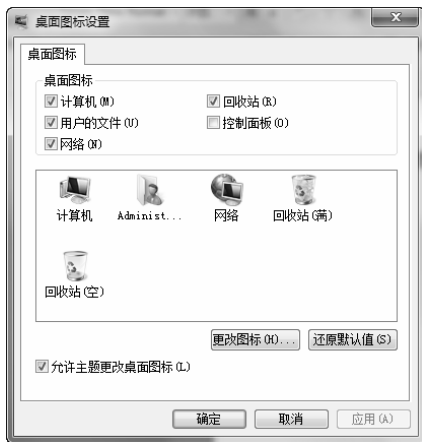 桌面图标设置
桌面图标
桌面图标
计算机(M)
回收站(R)
用户的文件(U)
控制面板(O)
网络(N)
计算机
Administ...
网络
回收站(满)
回收站(空)
更改图标(H)...
还原默认值(S)
允许主题更改桌面图标(L)
确定
取消
应用(A)